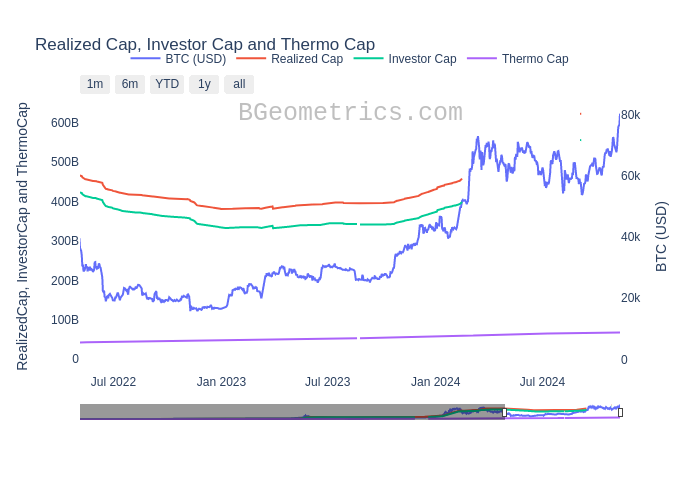 Realized Cap, Investor Cap and Thermo Cap
BTC (USD) Realized Cap Investor Cap Thermo Cap
1m 6m YTD 1y all
BGeometrics.com
RealizedCap, InvestorCap and ThermoCap
600B
500B
400B
300B
200B
100B
0
80k
60k
40k
20k
0
BTC (USD)
Jul 2022 Jan 2023 Jul 2023 Jan 2024 Jul 2024